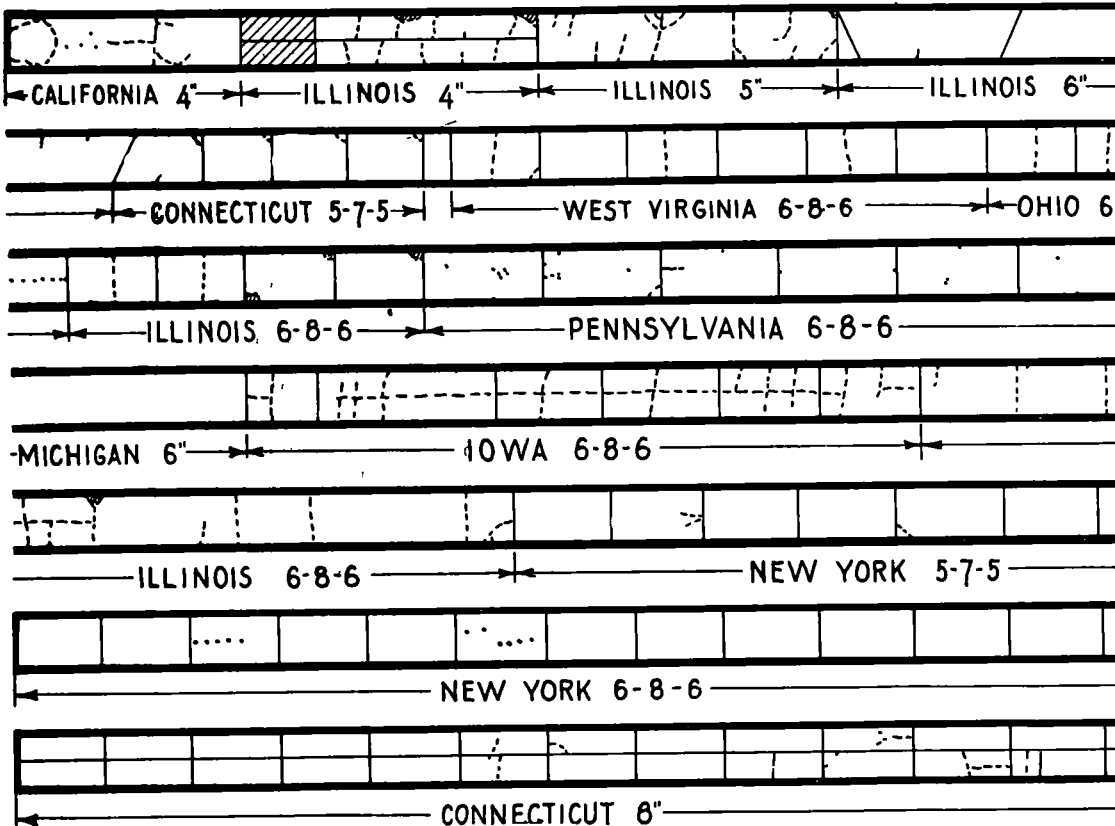 CALIFORNIA 4" ILLINOIS 4" ILLINOIS 5" ILLINOIS 6"
CONNECTICUT 5-7-5 WEST VIRGINIA 6-8-6 OHIO 6
ILLINOIS 6-8-6 PENNSYLVANIA 6-8-6
-MICHIGAN 6" IOWA 6-8-6
ILLINOIS 6-8-6 NEW YORK 5-7-5
NEW YORK 6-8-6
CONNECTICUT 8"